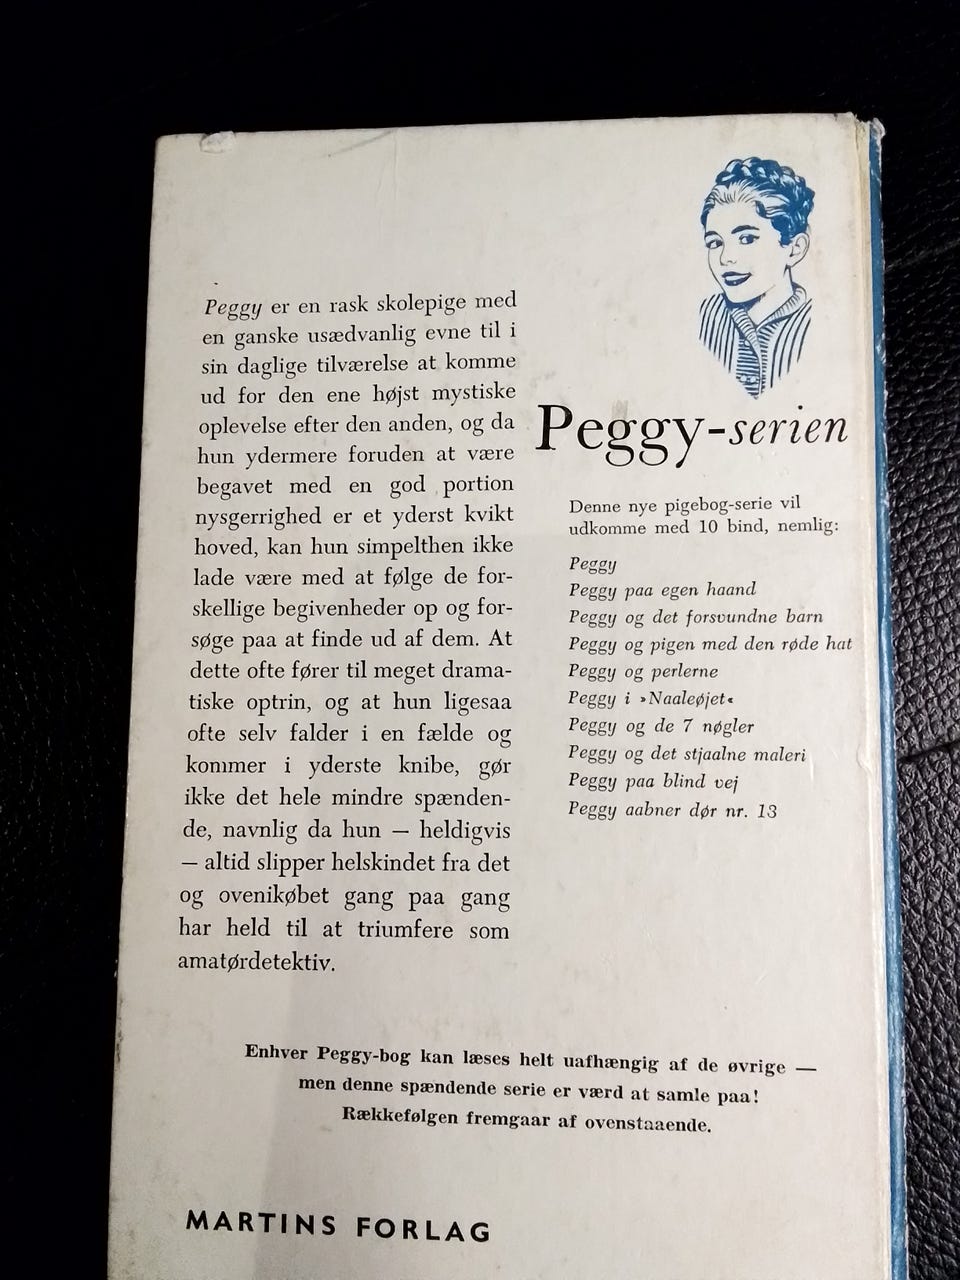 Peggy er en rask skolepige med
en ganske usædvanlig evne til i
sin daglige tilværelse at komme
ud for den ene højst mystiske
oplevelse efter den anden, og da
hun ydermere foruden at være
begavet med en god portion
nysgerrighed er et yderst kvikt
hoved, kan hun simpelthen ikke
lade være med at følge de for-
skellige begivenheder op og for-
søge paa at finde ud af dem. At
dette ofte fører til meget drama-
tiske optrin, og at hun ligesaa
ofte selv falder i en fælde og
kommer i yderste knibe, gør
ikke det hele mindre spænden-
de, navnlig da hun — heldigvis
— altid slipper helskindet fra det
og ovenikøbet gang paa gang
har held til at triumfere som
amatørdetektiv.
Peggy-serien
Denne nye pigebog-serie vil
udkomme med 10 bind, nemlig:
Peggy
Peggy paa egen haand
Peggy og det forsvundne barn
Peggy og pigen med den røde hat
Peggy og perlerne
Peggy i »Naaleøjet«
Peggy og de 7 nøgler
Peggy og det stjaalne maleri
Peggy paa blind vej
Peggy aabner dør nr. 13
Enhver Peggy-bog kan læses helt uafhængig af de øvrige —
men denne spændende serie er værd at samle paa!
Rækkefølgen fremgaar af ovenstaaende.
MARTINS FORLAG